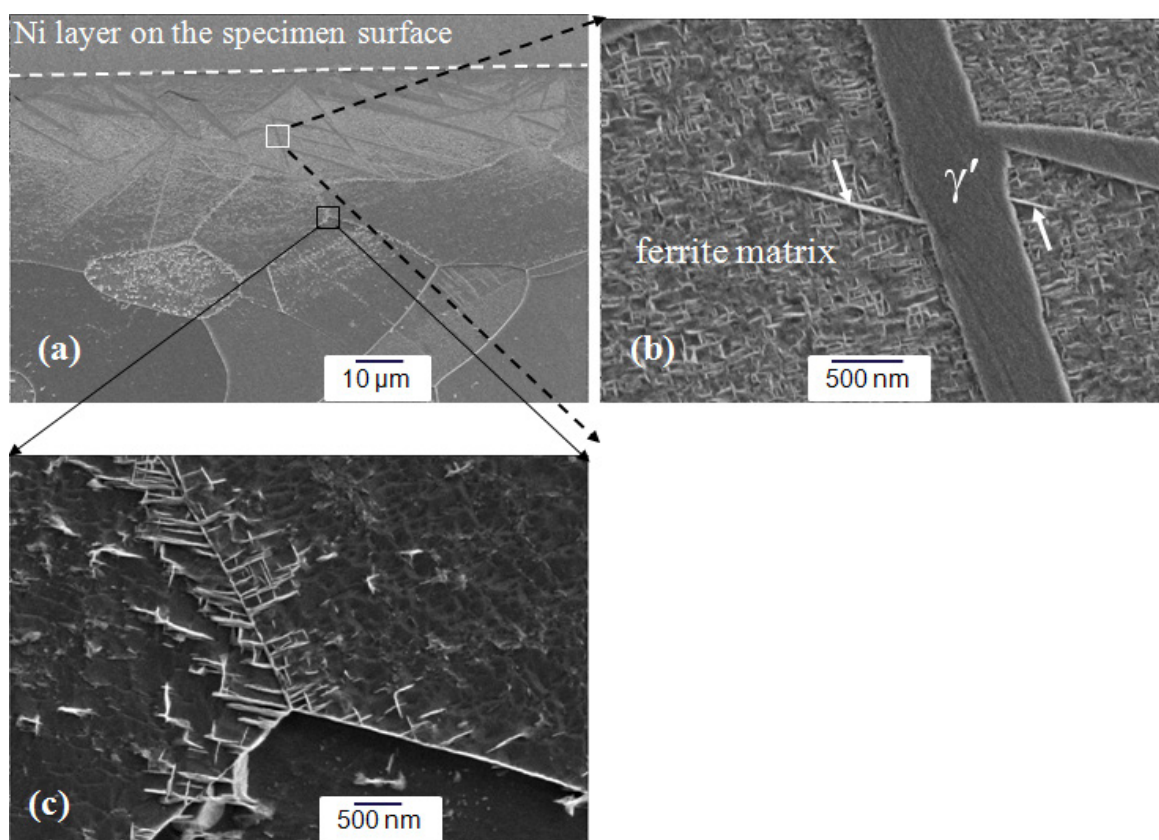 Ni layer on the specimen surface
(a)
10 μm
γ′
ferrite matrix
(b)
500 nm
(c)
500 nm